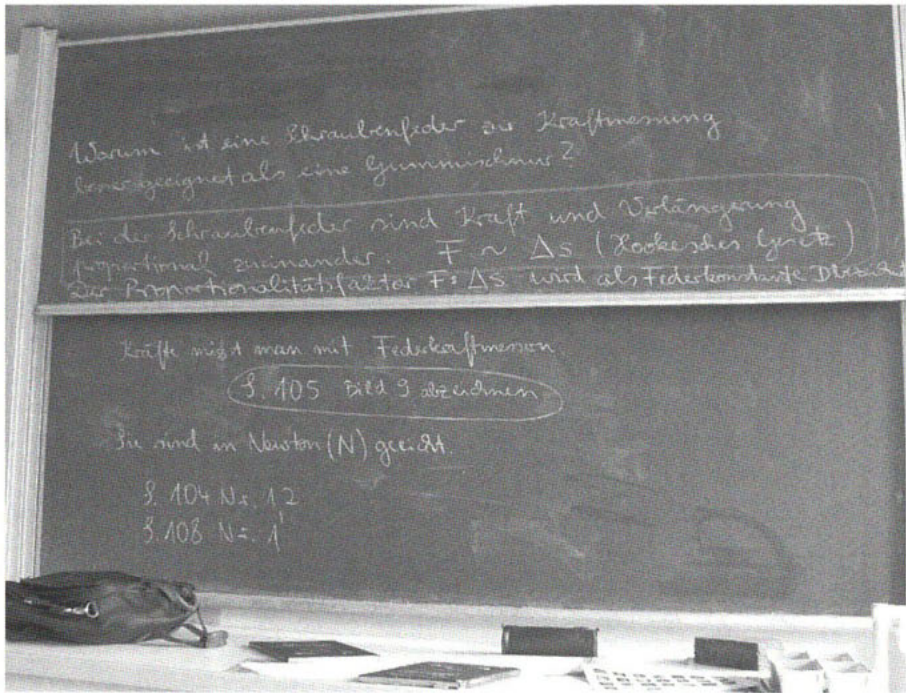 Warum ist eine Schraubenfeder zur Kraftmessung
besser geeignet als eine Gummischnur?
Bei der Schraubenfeder sind Kraft und Verlängerung
proportional zueinander. F ~ Δs (Hookesches Gesetz)
Der Proportionalitätsfaktor F:Δs wird als Federkonstante D bezeichnet
Kräfte mißt man mit Federkraftmessern
S. 105 Bild 9 abzeichnen
Sie sind in Newton (N) geeicht.
S. 104 Nr. 1,2
S. 108 Nr. 1